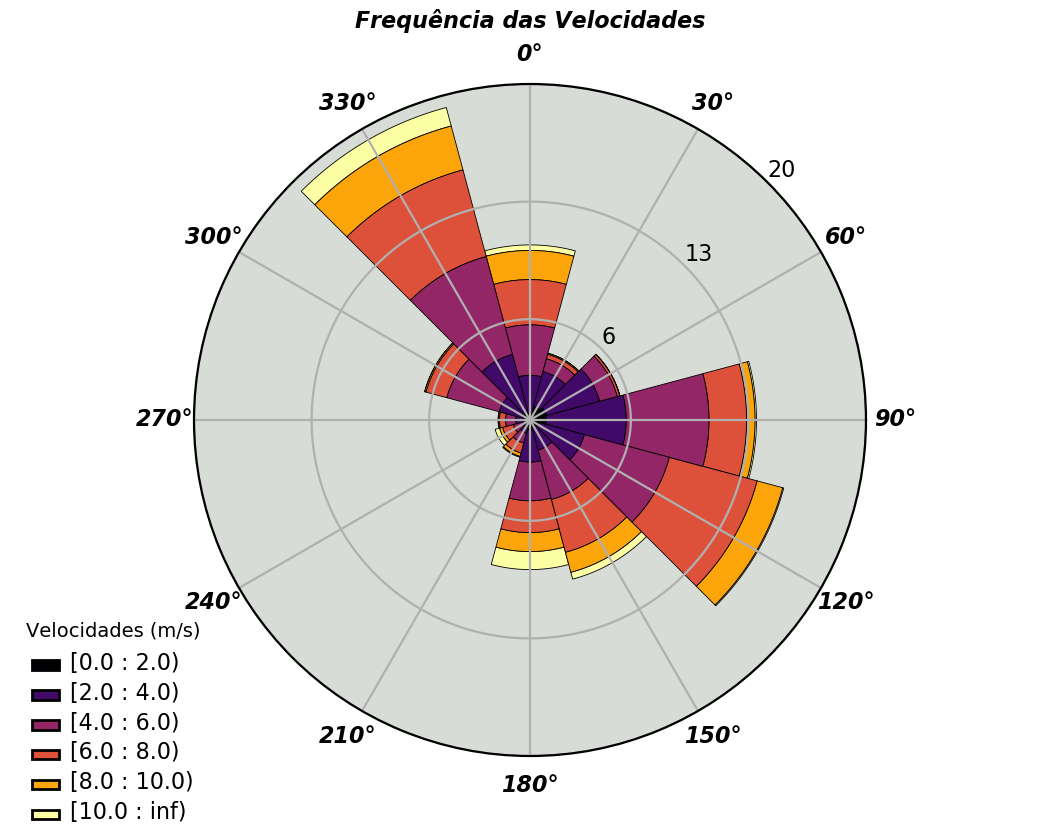 Frequência das Velocidades
0°
330°
30°
20
300°
60°
13
6
270°
90°
240°
120°
210°
150°
180°
Velocidades (m/s)
[0.0 : 2.0)
[2.0 : 4.0)
[4.0 : 6.0)
[6.0 : 8.0)
[8.0 : 10.0)
[10.0 : inf)